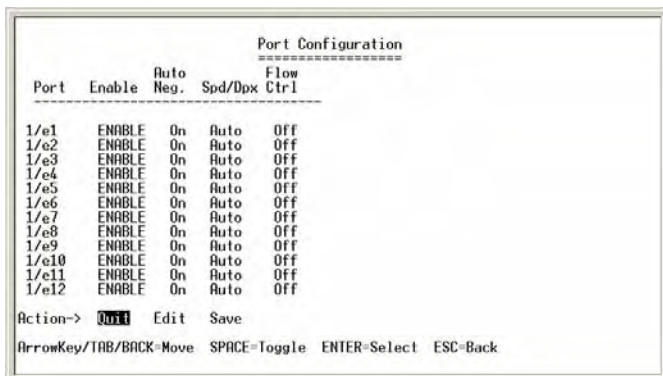 Port Configuration
==================
Auto Flow
Port Enable Neg. Spd/Dpx Ctrl
------------------------------------
1/e1 ENABLE On Auto Off
1/e2 ENABLE On Auto Off
1/e3 ENABLE On Auto Off
1/e4 ENABLE On Auto Off
1/e5 ENABLE On Auto Off
1/e6 ENABLE On Auto Off
1/e7 ENABLE On Auto Off
1/e8 ENABLE On Auto Off
1/e9 ENABLE On Auto Off
1/e10 ENABLE On Auto Off
1/e11 ENABLE On Auto Off
1/e12 ENABLE On Auto Off
Action-> Quit Edit Save
ArrowKey/TAB/BACK=Move SPACE=Toggle ENTER=Select ESC=Back